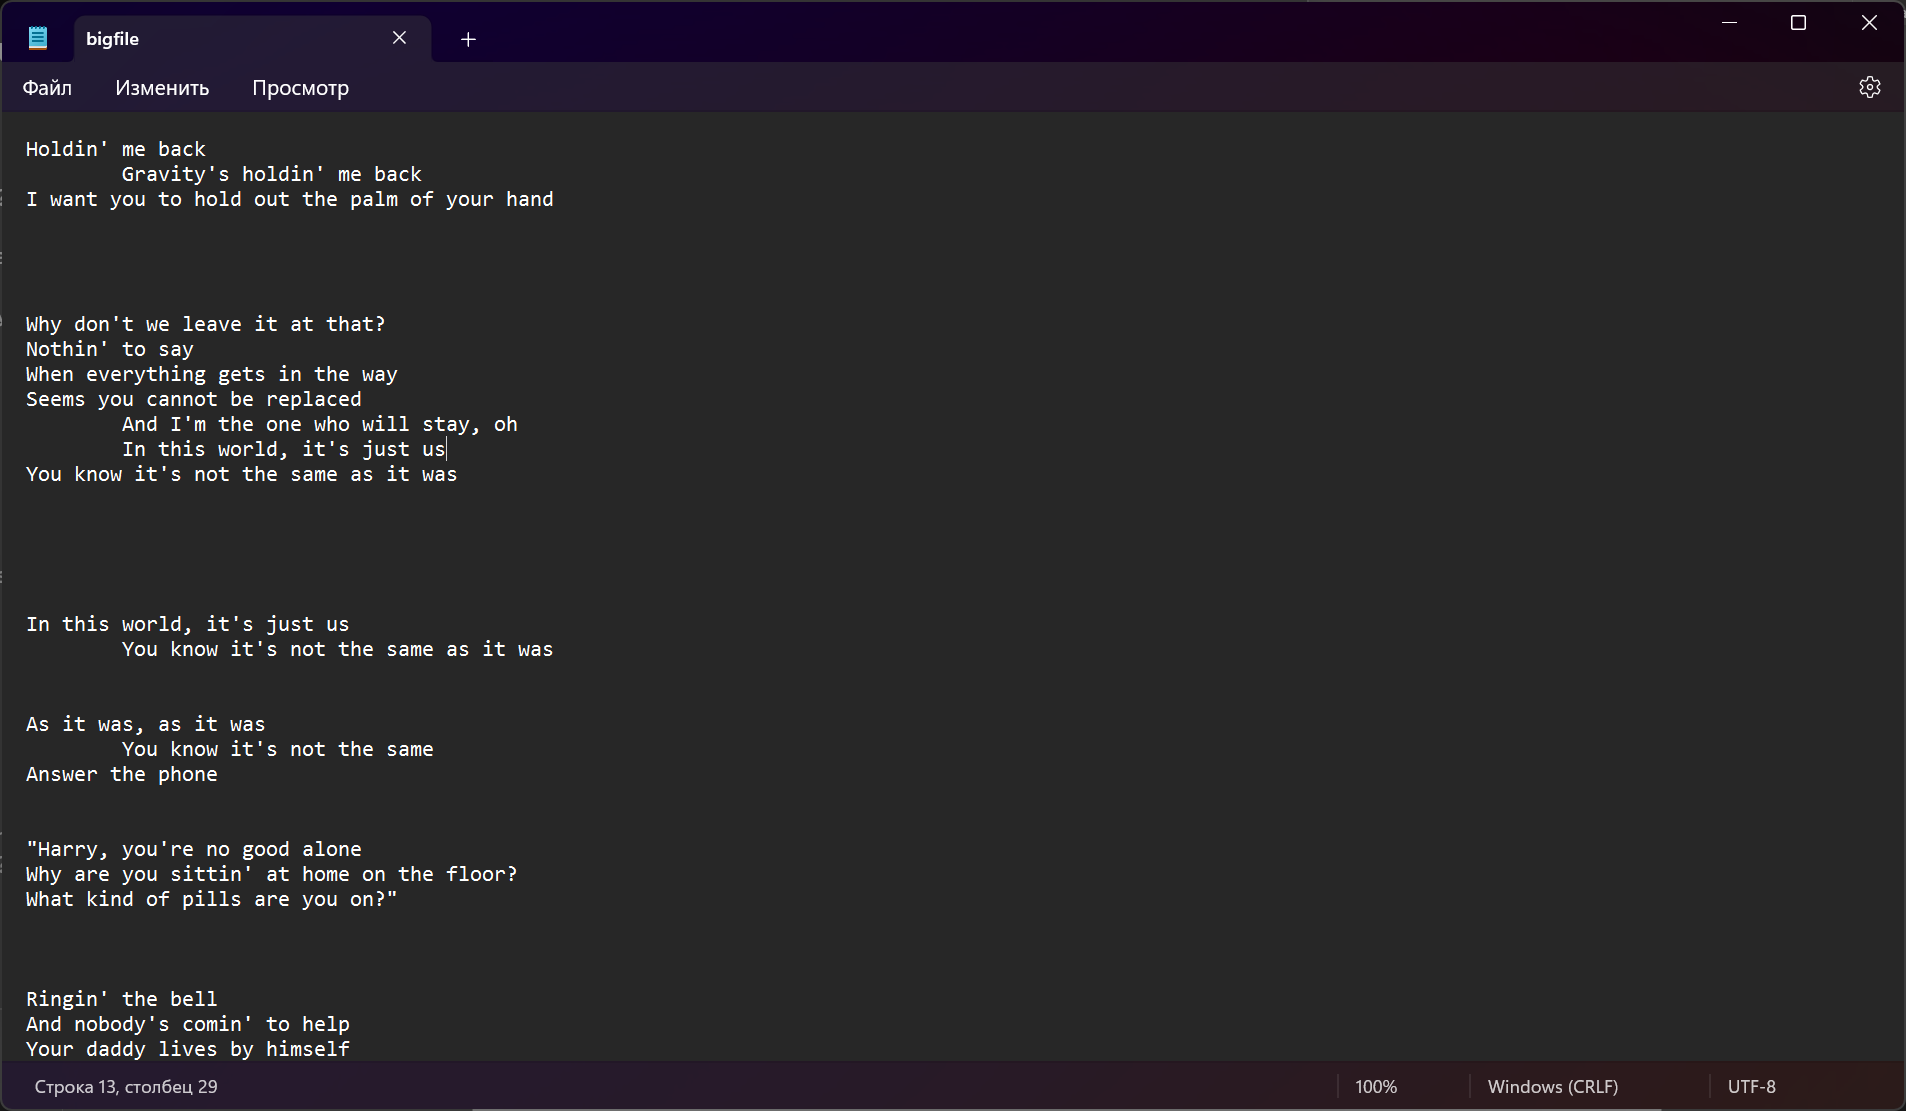 bigfile
Файл Изменить Просмотр
Holdin' me back
Gravity's holdin' me back
I want you to hold out the palm of your hand
Why don't we leave it at that?
Nothin' to say
When everything gets in the way
Seems you cannot be replaced
And I'm the one who will stay, oh
In this world, it's just us
You know it's not the same as it was
In this world, it's just us
You know it's not the same as it was
As it was, as it was
You know it's not the same
Answer the phone
"Harry, you're no good alone
Why are you sittin' at home on the floor?
What kind of pills are you on?"
Ringin' the bell
And nobody's comin' to help
Your daddy lives by himself
Строка 13, столбец 29 100% Windows (CRLF) UTF-8